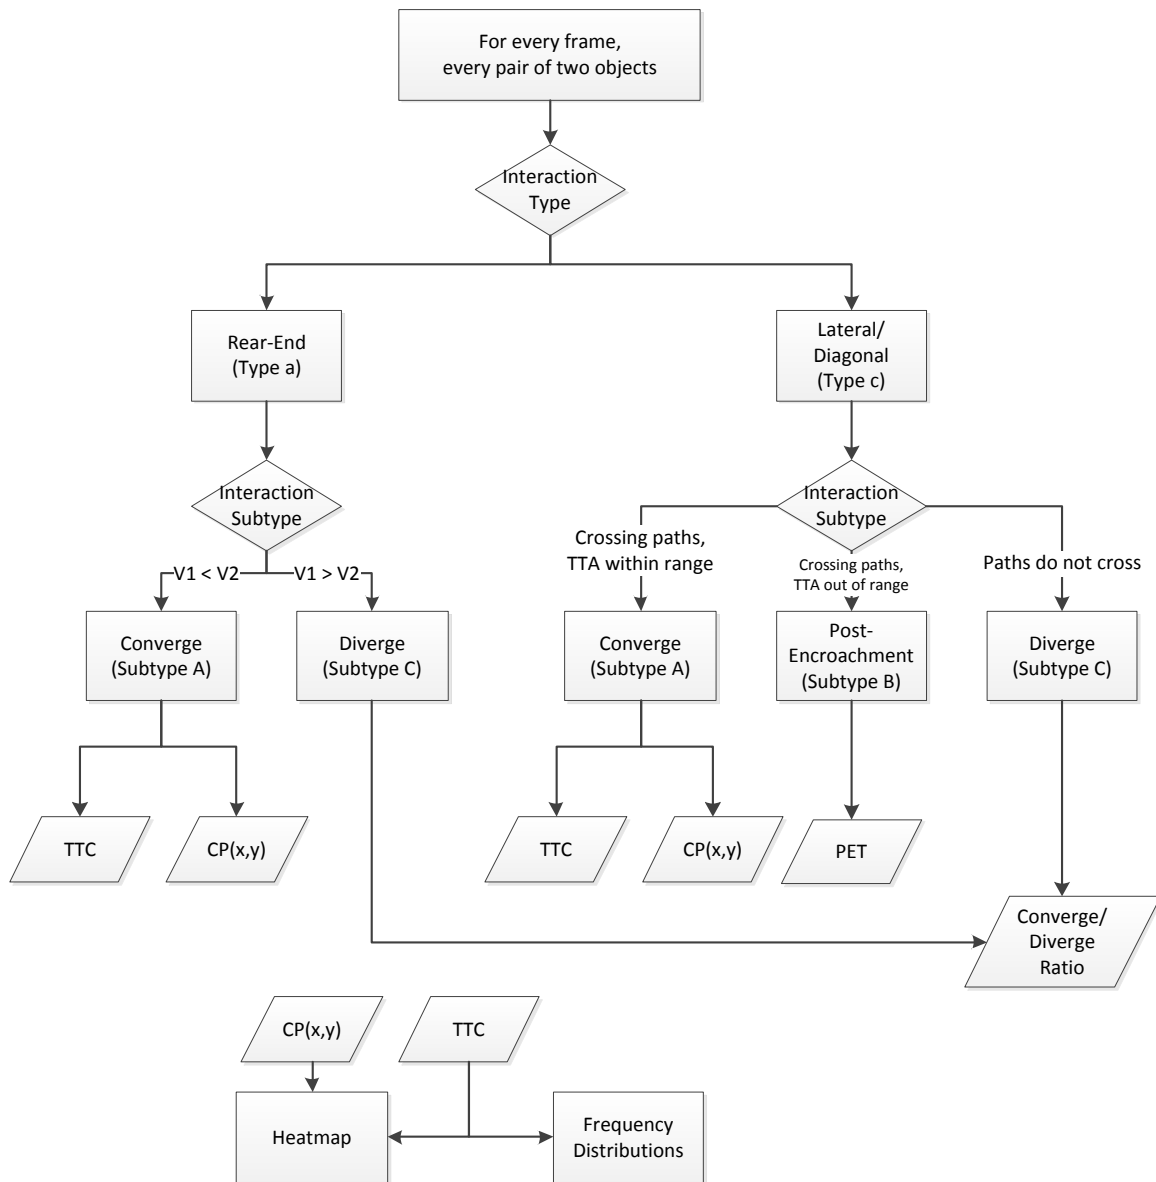 For every frame,
every pair of two objects
Interaction
Type
Rear-End
(Type a)
Lateral/
Diagonal
(Type c)
Interaction
Subtype
Interaction
Subtype
V1 < V2
V1 > V2
Crossing paths,
TTA within range
Crossing paths,
TTA out of range
Paths do not cross
Converge
(Subtype A)
Diverge
(Subtype C)
Converge
(Subtype A)
Post-
Encroachment
(Subtype B)
Diverge
(Subtype C)
TTC
CP(x,y)
TTC
CP(x,y)
PET
Converge/
Diverge
Ratio
CP(x,y)
TTC
Heatmap
Frequency
Distributions